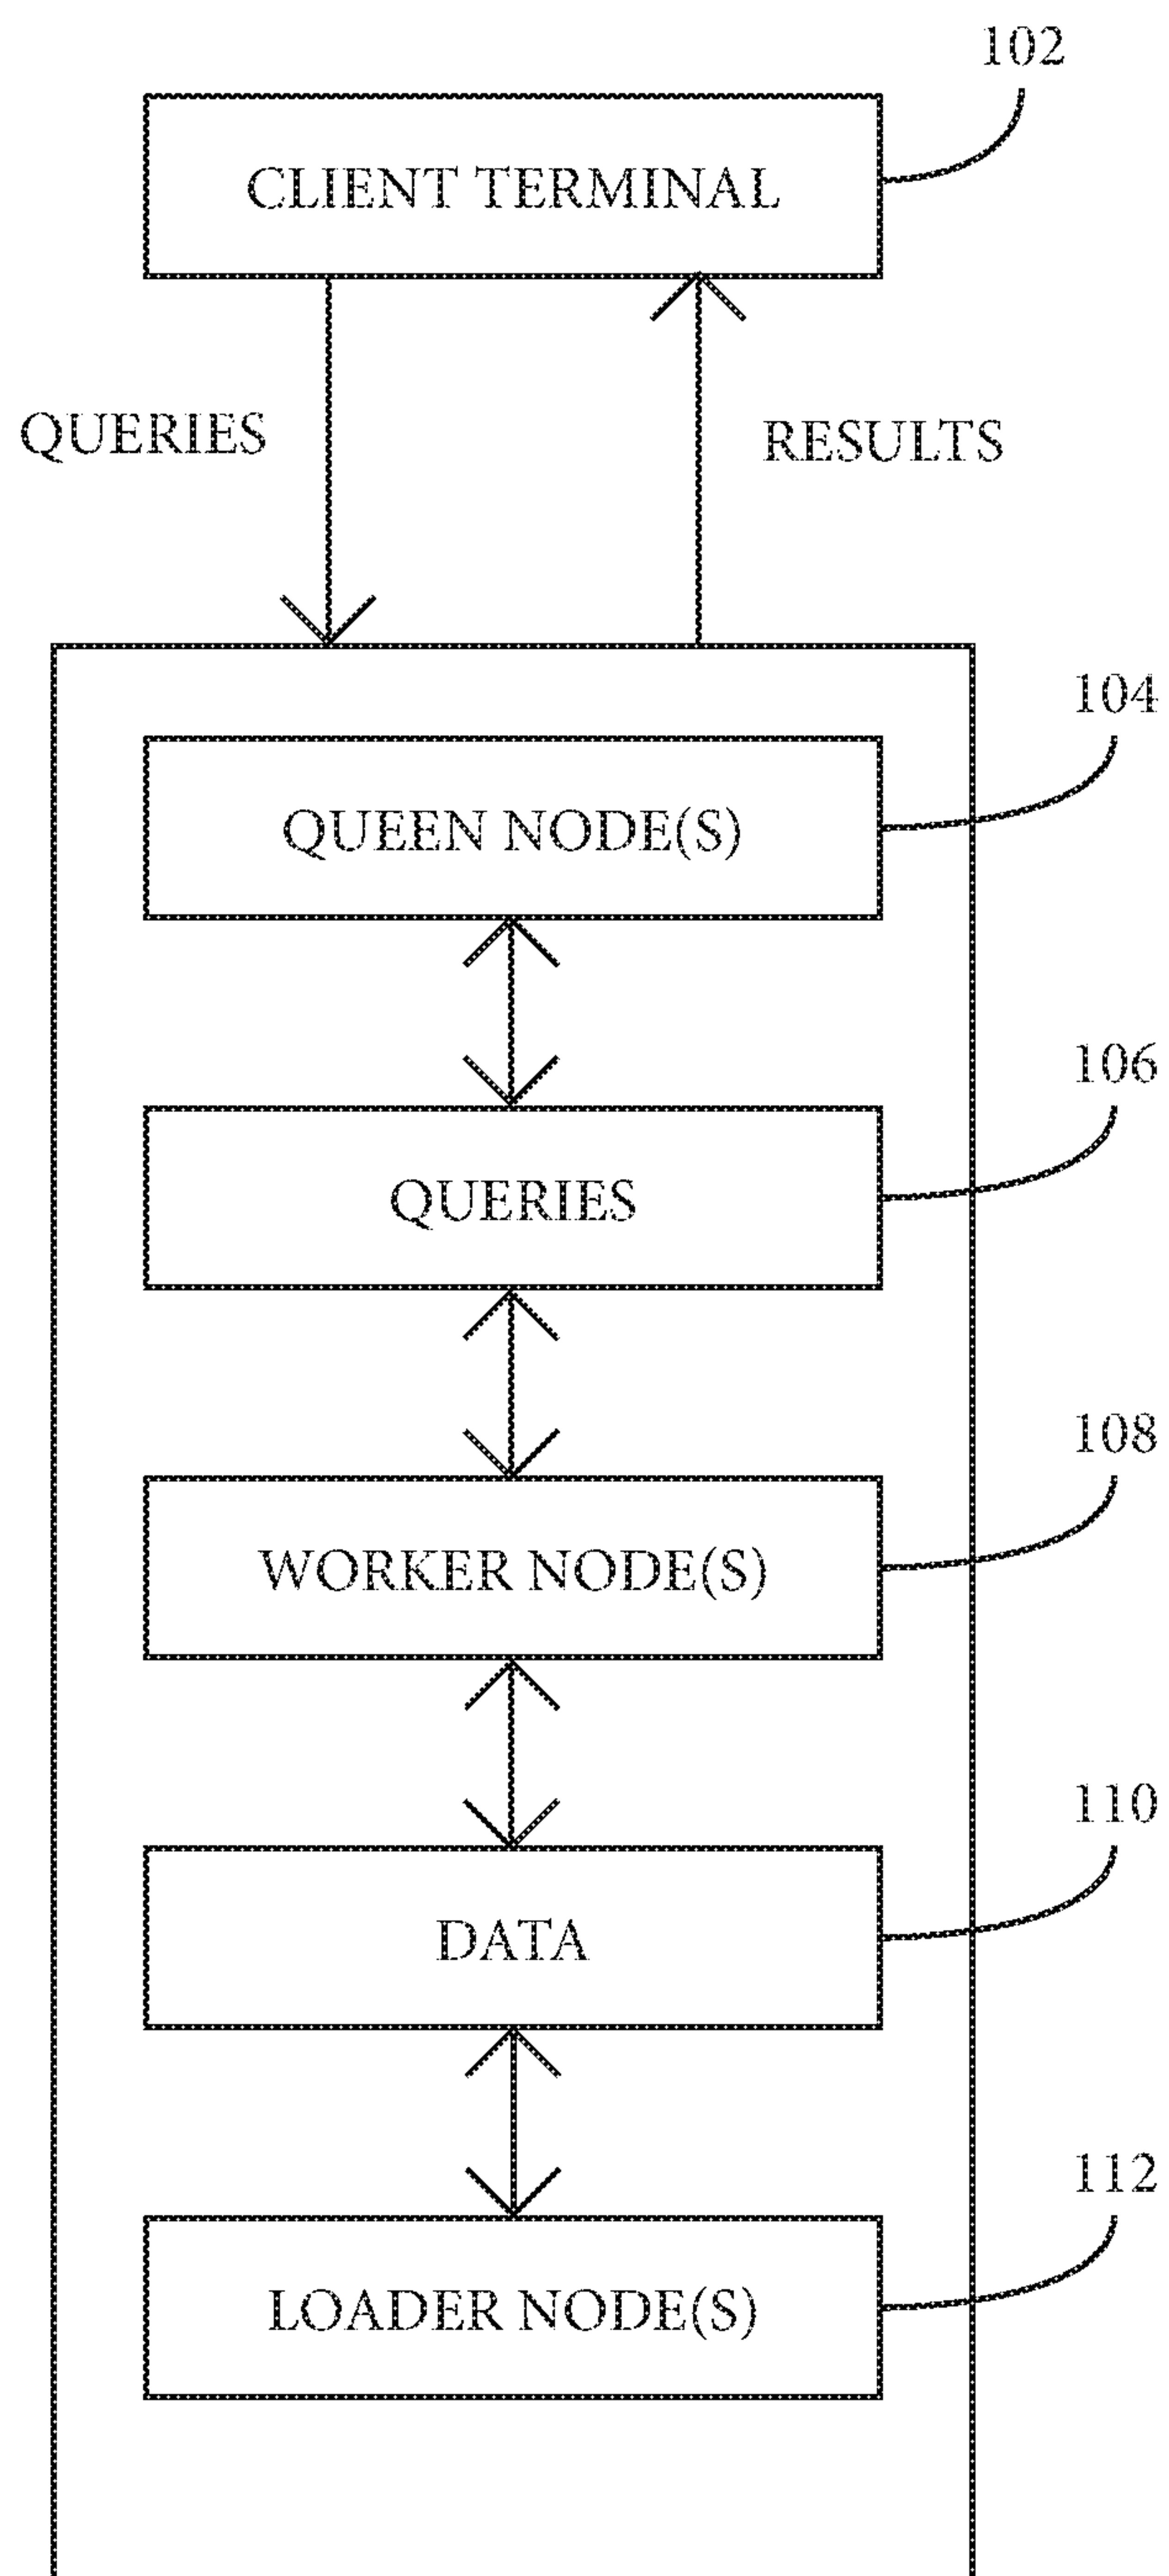 102
CLIENT TERMINAL
QUERIES
RESULTS
104
QUEEN NODE(S)
106
QUERIES
108
WORKER NODE(S)
110
DATA
112
LOADER NODE(S)